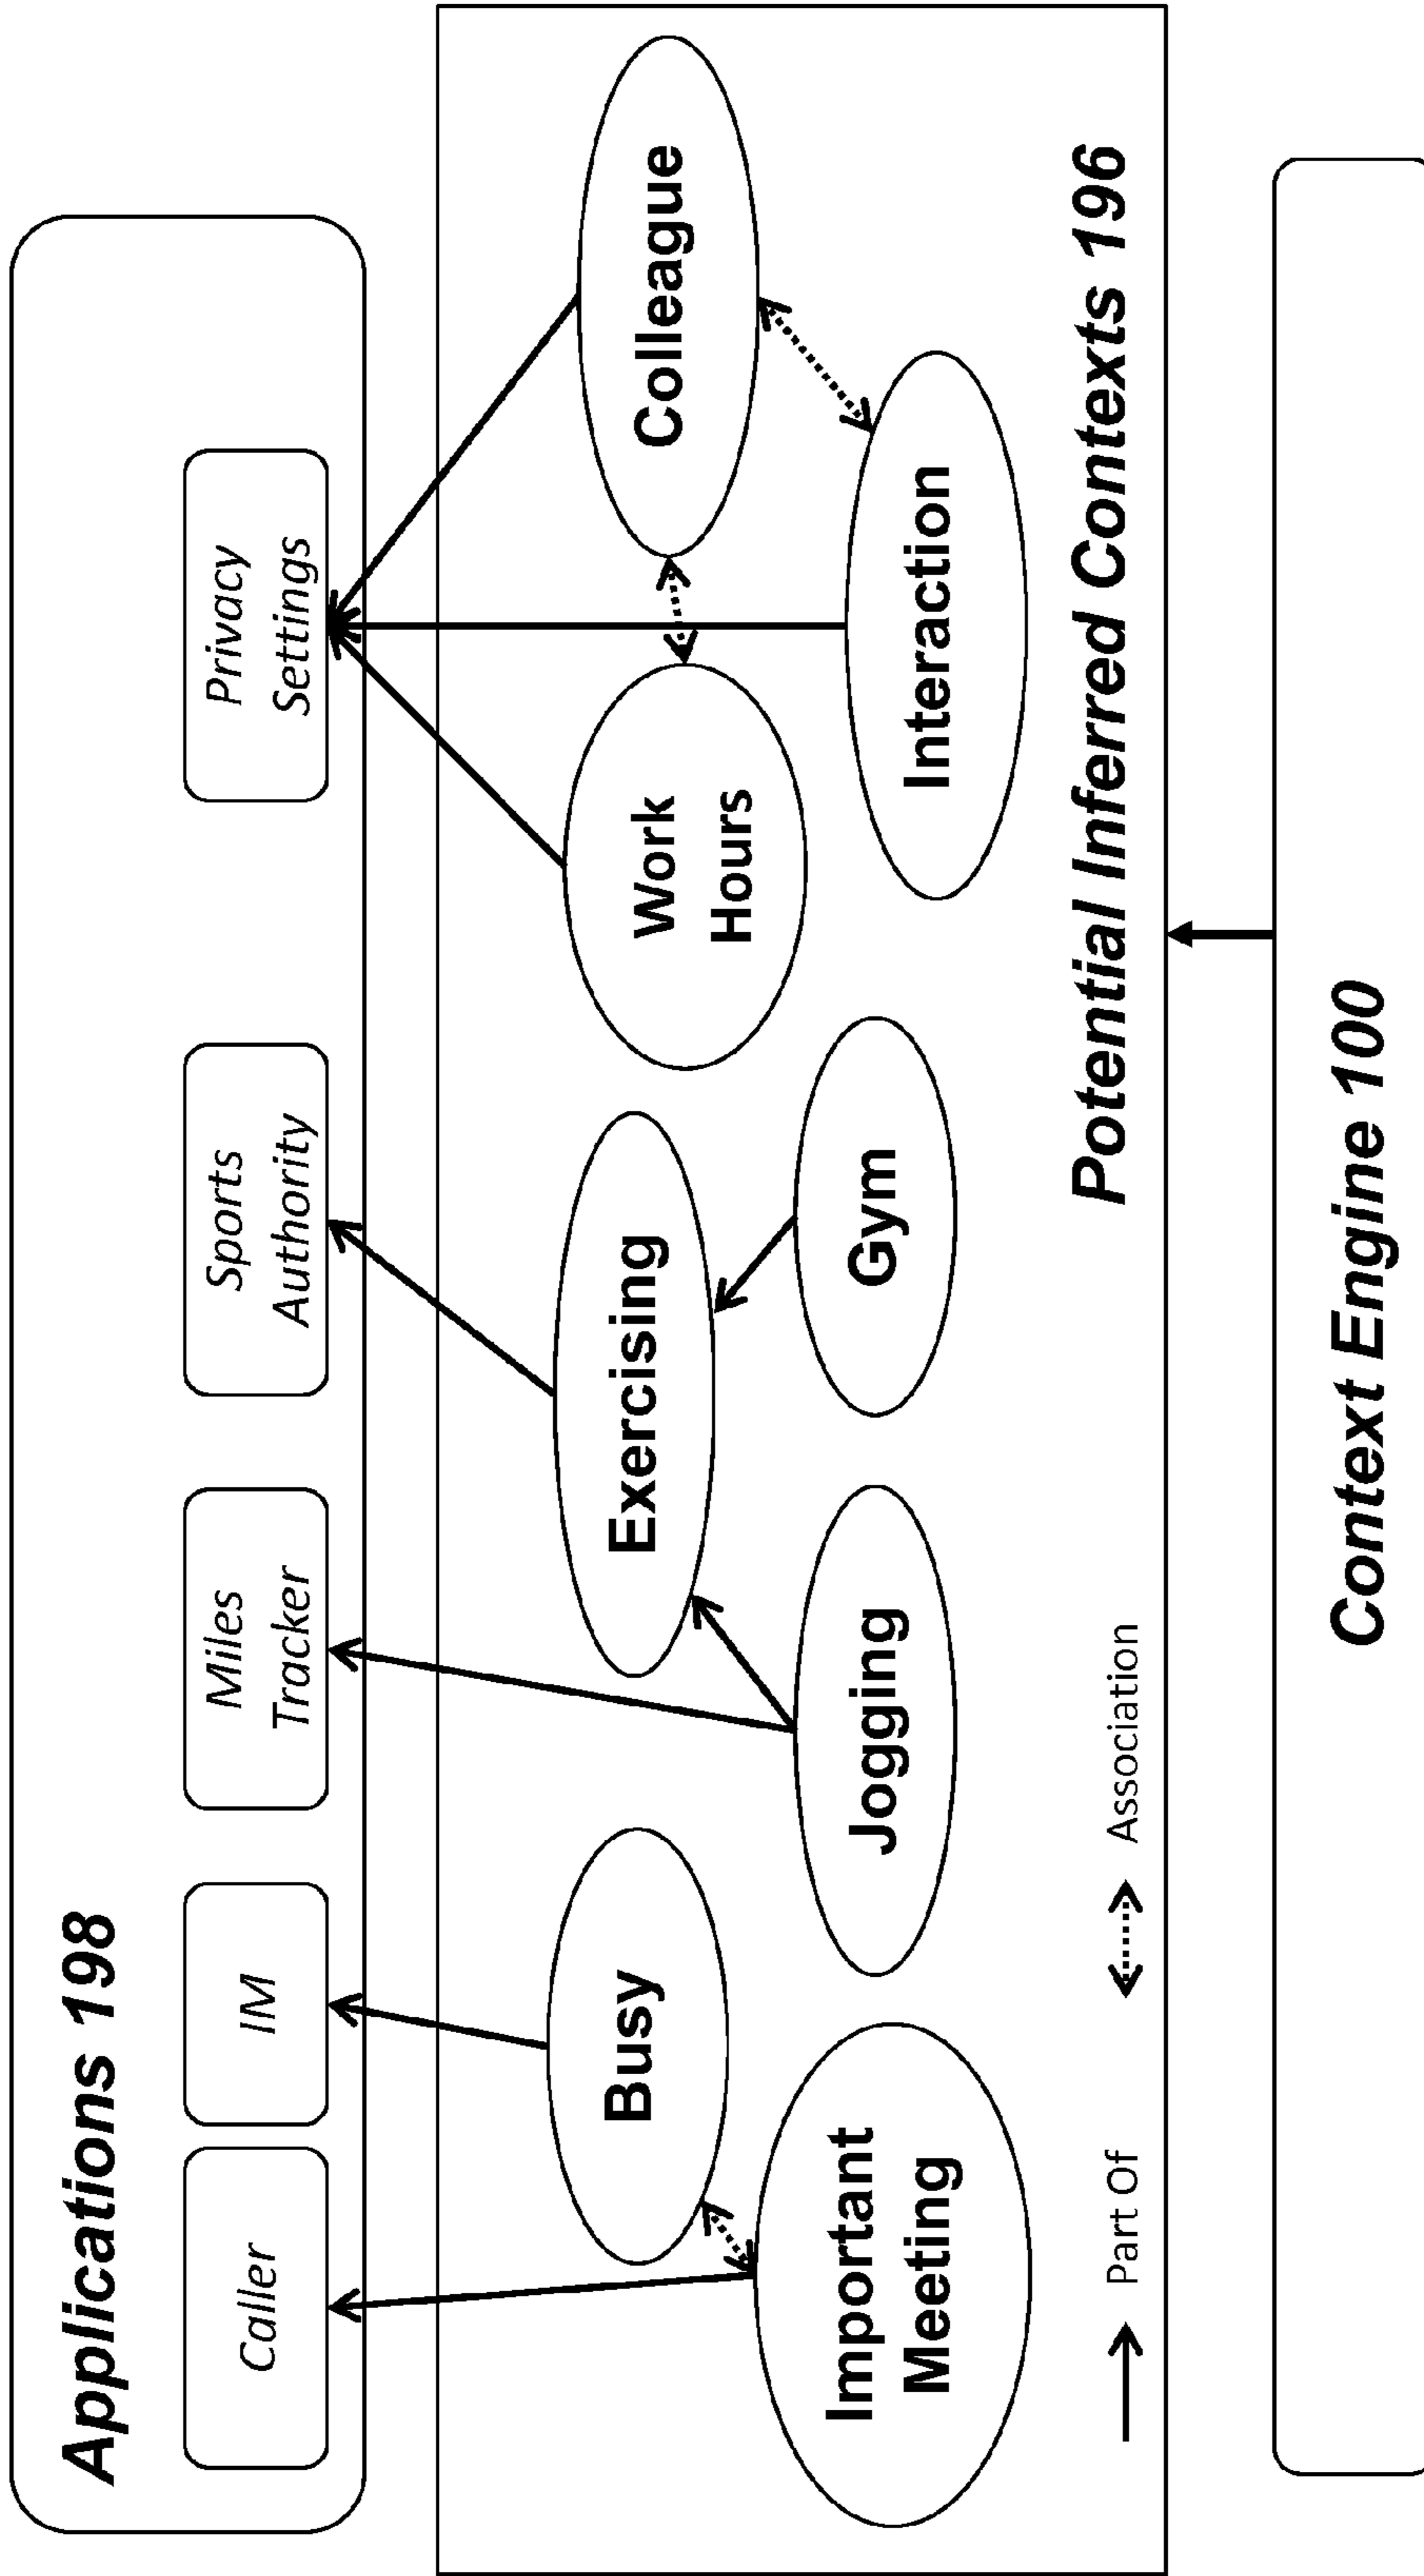 Applications 198
Caller
IM
Miles
Tracker
Sports
Authority
Privacy
Settings
Busy
Exercising
Work
Hours
Colleague
Important
Meeting
Jogging
Gym
Interaction
Part Of
Association
Potential Inferred Contexts 196
Context Engine 100